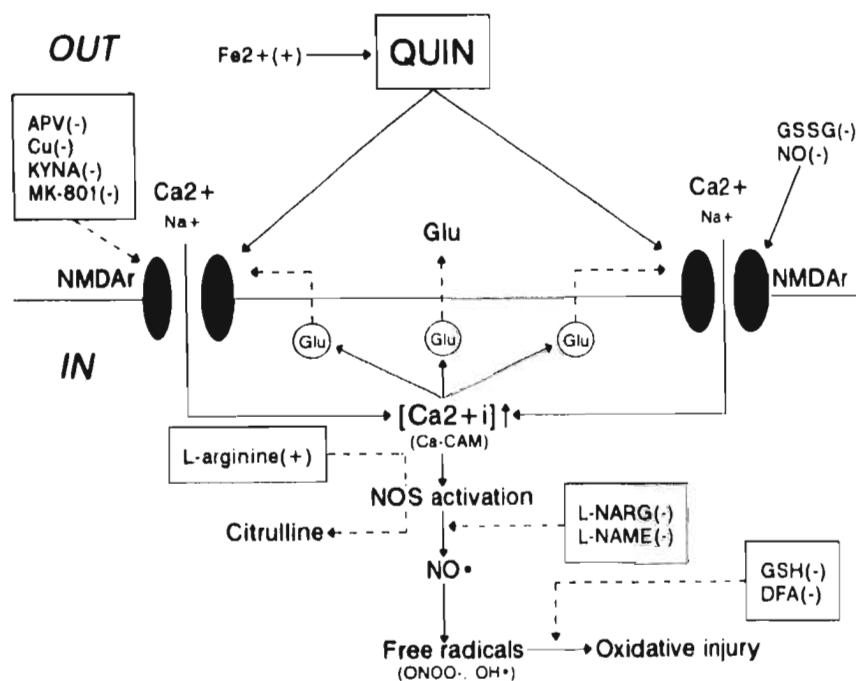 OUT
Fe2+(+)
QUIN
APV(-)
Cu(-)
KYNA(-)
MK-801(-)
GSSG(-)
NO(-)
Ca2+
Na+
Ca2+
Na+
Glu
NMDAr
NMDAr
Glu
Glu
Glu
IN
[Ca2+i]↑
(Ca-CAM)
L-arginine(+)
NOS activation
Citrulline
L-NARG(-)
L-NAME(-)
NO•
GSH(-)
DFA(-)
Free radicals
Oxidative injury
(ONOO-, OH•)